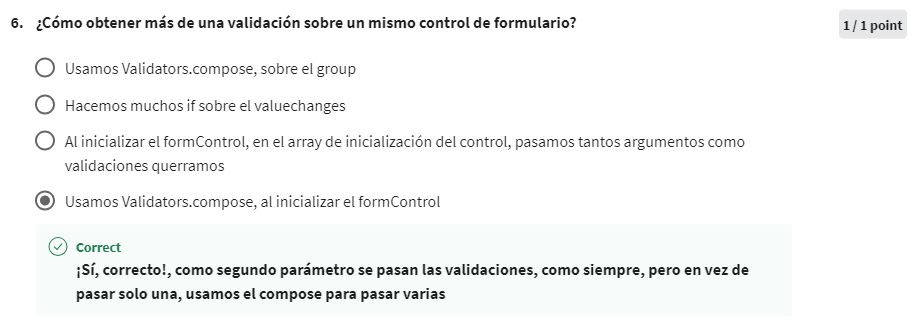 6. ¿Cómo obtener más de una validación sobre un mismo control de formulario?
1 / 1 point
Usamos Validators.compose, sobre el group
Hacemos muchos if sobre el valuechanges
Al inicializar el formControl, en el array de inicialización del control, pasamos tantos argumentos como
validaciones querramos
Usamos Validators.compose, al inicializar el formControl
Correct
¡Sí, correcto!, como segundo parámetro se pasan las validaciones, como siempre, pero en vez de
pasar solo una, usamos el compose para pasar varias